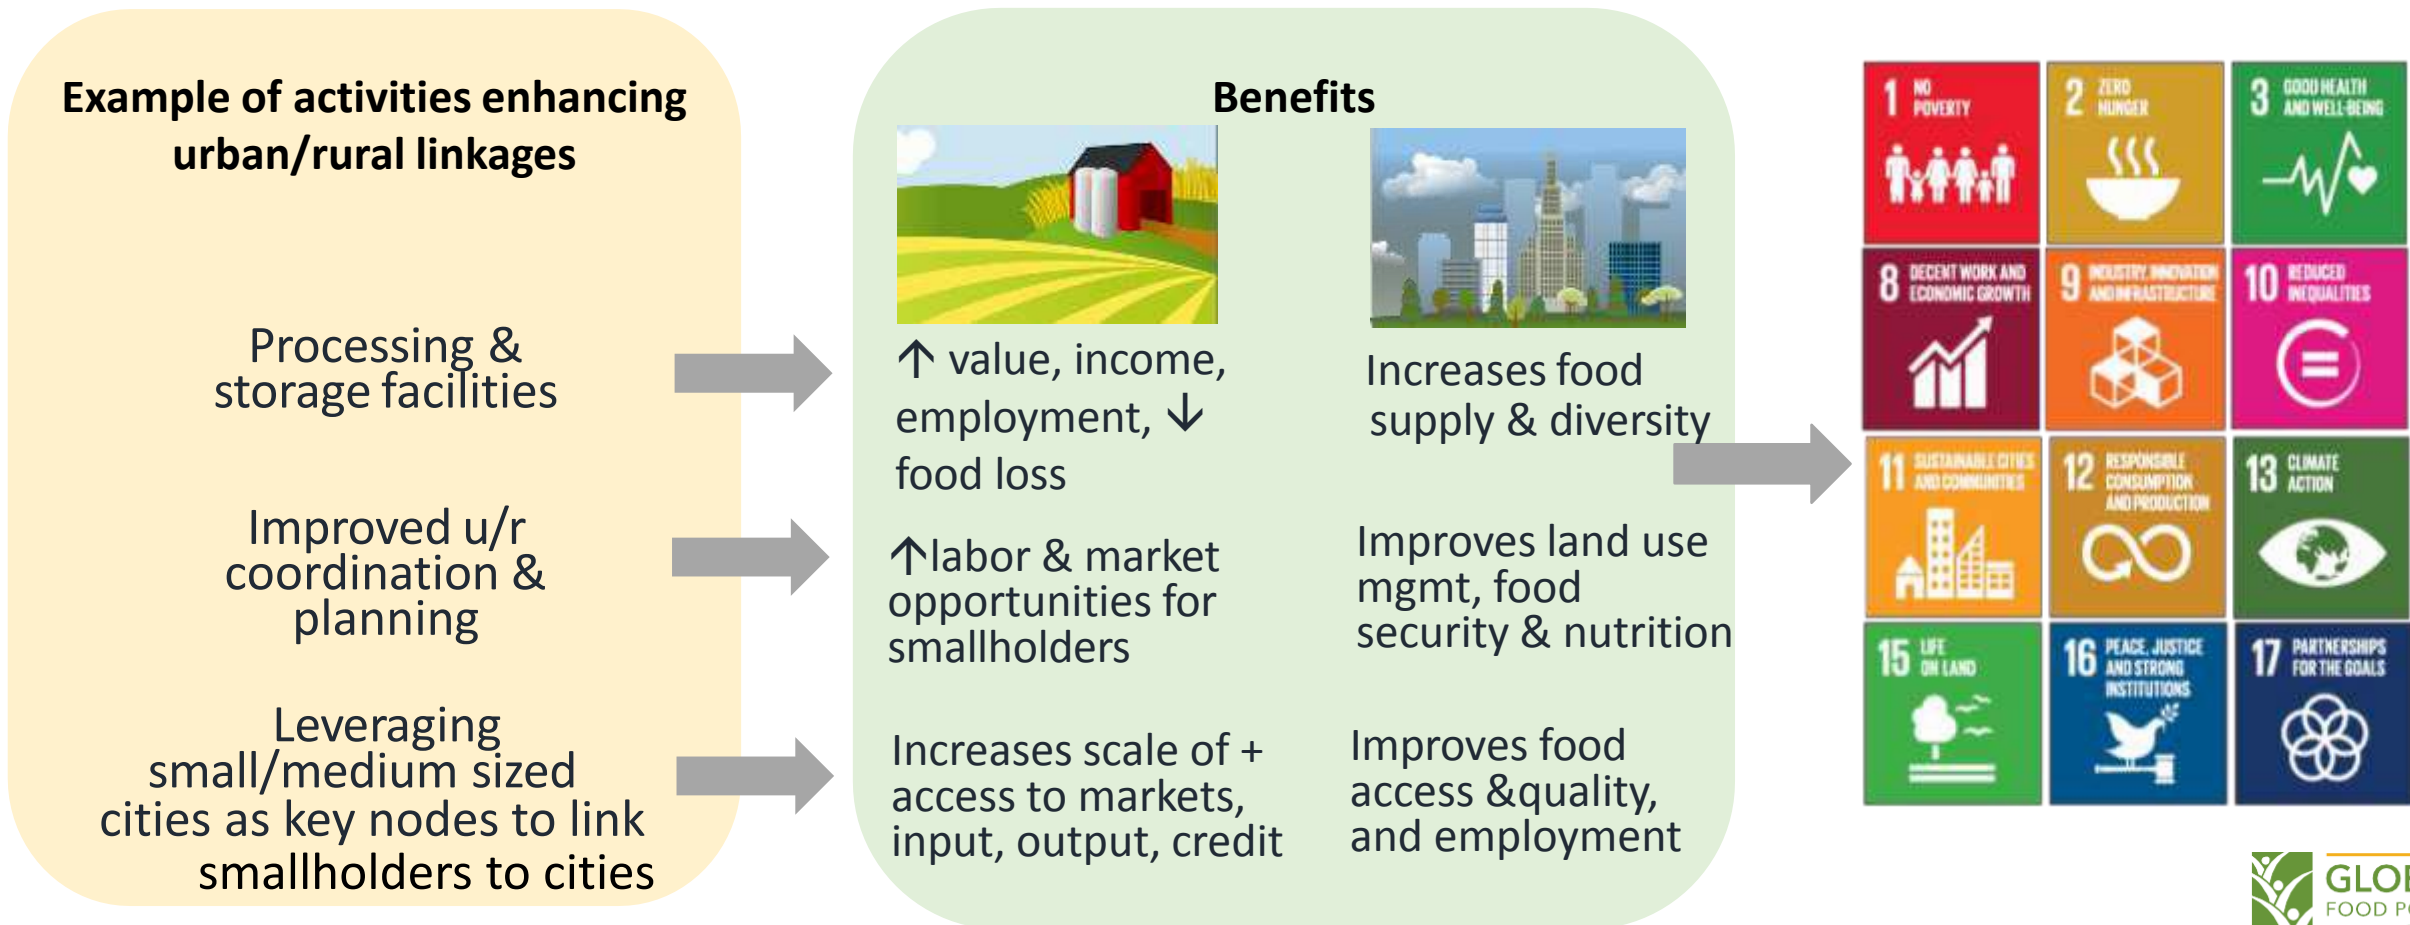 Example of activities enhancing
urban/rural linkages
Processing &
storage facilities
Improved u/r
coordination &
planning
Leveraging
small/medium sized
cities as key nodes to link
smallholders to cities
Benefits
↑ value, income,
employment, ↓
food loss
↑labor & market
opportunities for
smallholders
Increases scale of +
access to markets,
input, output, credit
Increases food
supply & diversity
Improves land use
mgmt, food
security & nutrition
Improves food
access &quality,
and employment
1 NO
POVERTY
2 ZERO
HUNGER
3 GOOD HEALTH
AND WELL-BEING
8 DECENT WORK AND
ECONOMIC GROWTH
9 INDUSTRY, INNOVATION
AND INFRASTRUCTURE
10 REDUCED
INEQUALITIES
11 SUSTAINABLE CITIES
AND COMMUNITIES
12 RESPONSIBLE
CONSUMPTION
AND PRODUCTION
13 CLIMATE
ACTION
15 LIFE
ON LAND
16 PEACE, JUSTICE
AND STRONG
INSTITUTIONS
17 PARTNERSHIPS
FOR THE GOALS
FOOD